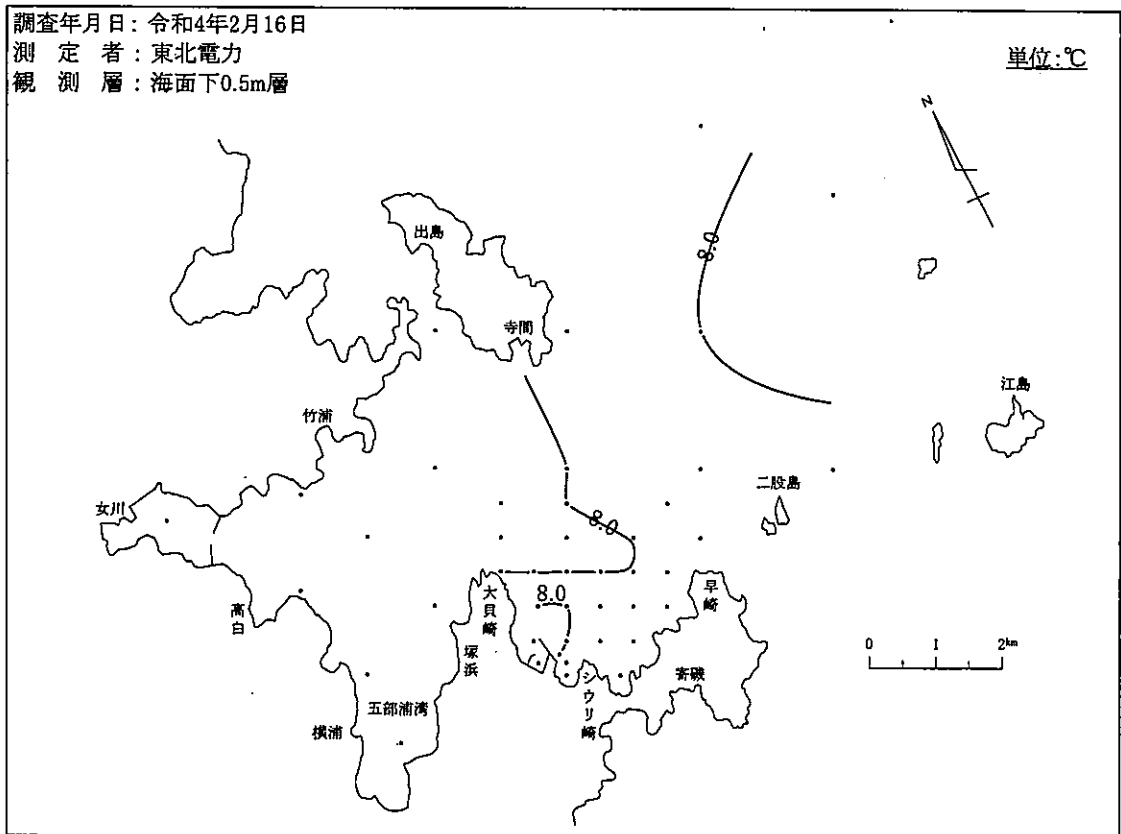 調査年月日：令和4年2月16日
測定者：東北電力
観測層：海面下0.5m層
単位：℃
N
出島
8.0
寺間
江島
竹浦
二股島
女川
8.0
大貝崎
8.0
早崎
高白
塚浜
0 1 2km
寄磯
シウリ崎
五部浦湾
横浦